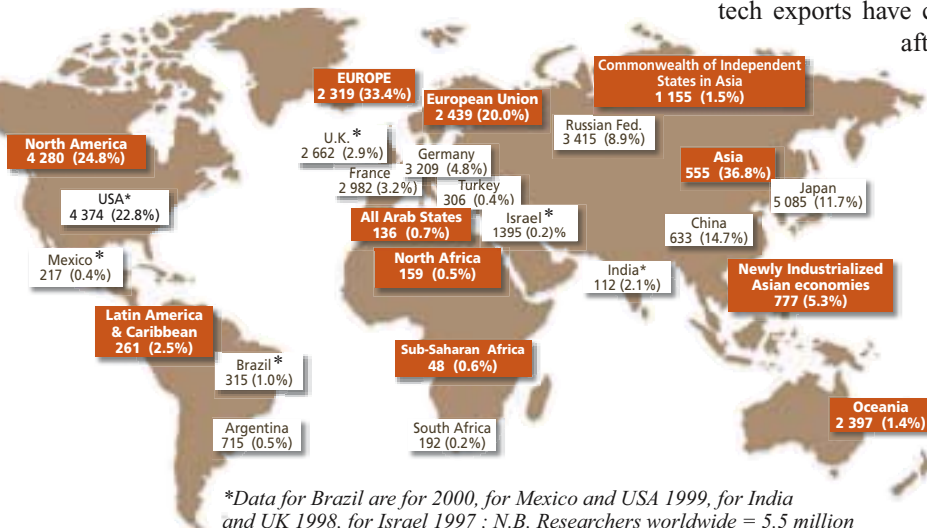 tech exports have
aft
EUROPE
2 319 (33.4%)
Commonwealth of Independent
States in Asia
1 155 (1.5%)
European Union
2 439 (20.0%)
Russian Fed.
3 415 (8.9%)
North America
4 280 (24.8%)
U.K.*
2 662 (2.9%)
Germany
3 209 (4.8%)
France
2 982 (3.2%)
Asia
555 (36.8%)
Turkey
306 (0.4%)
Japan
5 085 (11.7%)
USA*
4 374 (22.8%)
All Arab States
136 (0.7%)
Israel*
1395 (0.2)%
China
633 (14.7%)
Mexico*
217 (0.4%)
North Africa
159 (0.5%)
India*
112 (2.1%)
Newly Industrialized
Asian economies
777 (5.3%)
Latin America
& Caribbean
261 (2.5%)
Sub-Saharan Africa
48 (0.6%)
Brazil*
315 (1.0%)
Oceania
2 397 (1.4%)
Argentina
715 (0.5%)
South Africa
192 (0.2%)
*Data for Brazil are for 2000, for Mexico and USA 1999, for India
and UK 1998, for Israel 1997 ; N.B. Researchers worldwide = 5.5 million